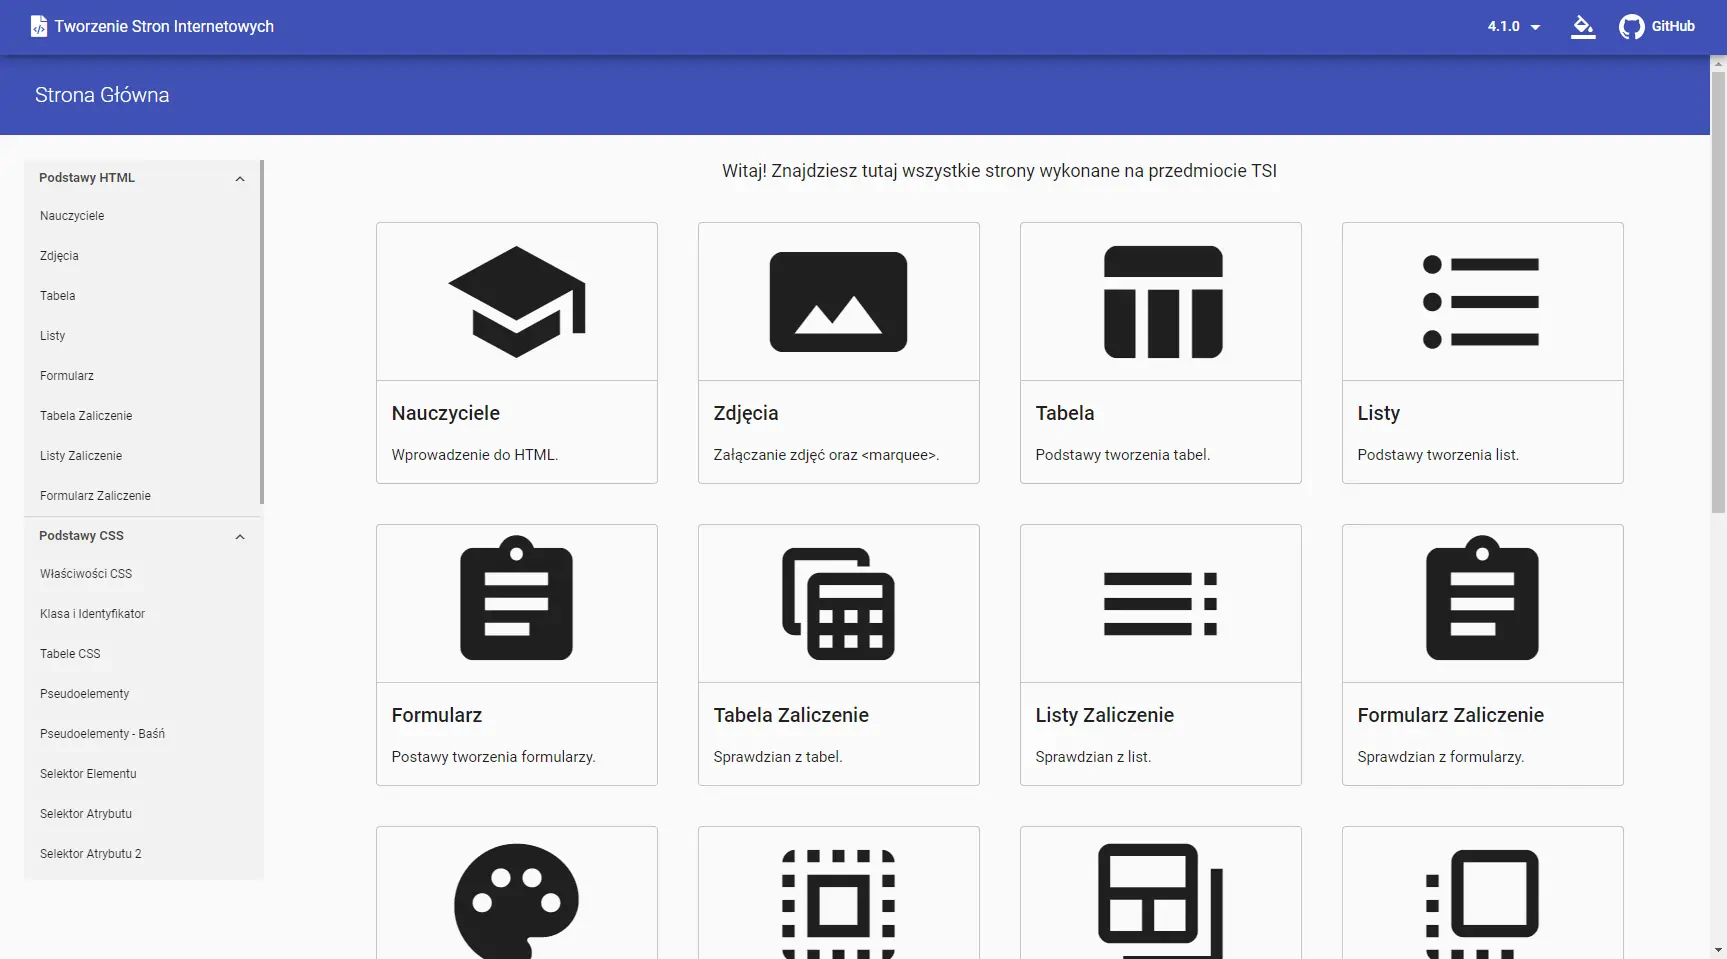 Tworzenie Stron Internetowych
4.1.0
GitHub
Strona Główna
Podstawy HTML
Nauczyciele
Zdjęcia
Tabela
Listy
Formularz
Tabela Zaliczenie
Listy Zaliczenie
Formularz Zaliczenie
Podstawy CSS
Właściwości CSS
Klasa i Identyfikator
Tabele CSS
Pseudoelementy
Pseudoelementy - Baśń
Selektor Elementu
Selektor Atrybutu
Selektor Atrybutu 2
Witaj! Znajdziesz tutaj wszystkie strony wykonane na przedmiocie TSI
Nauczyciele
Wprowadzenie do HTML.
Zdjęcia
Załączanie zdjęć oraz <marquee>.
Tabela
Podstawy tworzenia tabel.
Listy
Podstawy tworzenia list.
Formularz
Postawy tworzenia formularzy.
Tabela Zaliczenie
Sprawdzian z tabel.
Listy Zaliczenie
Sprawdzian z list.
Formularz Zaliczenie
Sprawdzian z formularzy.